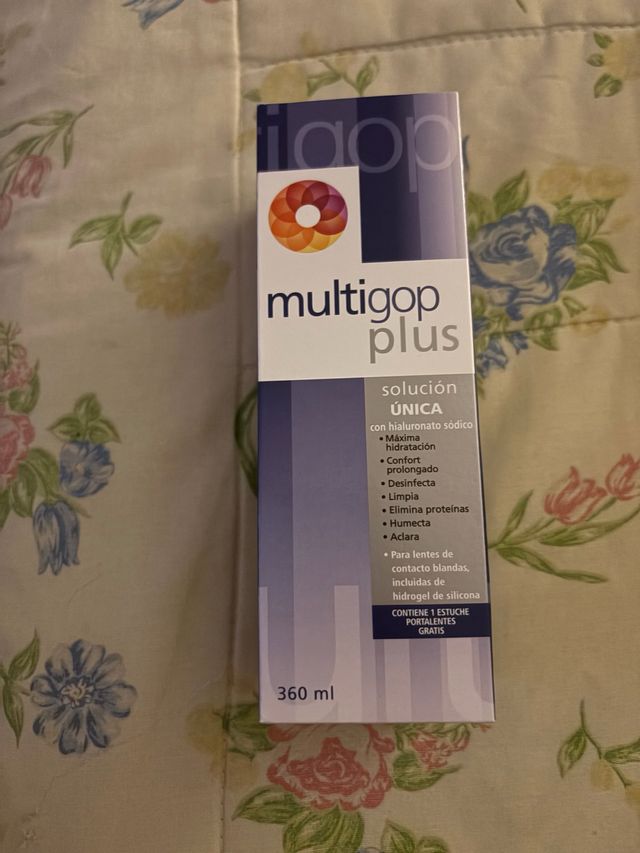 tigop
multigop
plus
solución
ÚNICA
con hialuronato sódico
• Máxima
hidratación
• Confort
prolongado
• Desinfecta
• Limpia
• Elimina proteínas
• Humecta
• Aclara
• Para lentes de
contacto blandas,
incluidas de
hidrogel de silicona
CONTIENE 1 ESTUCHE
PORTALENTES
GRATIS
360 ml